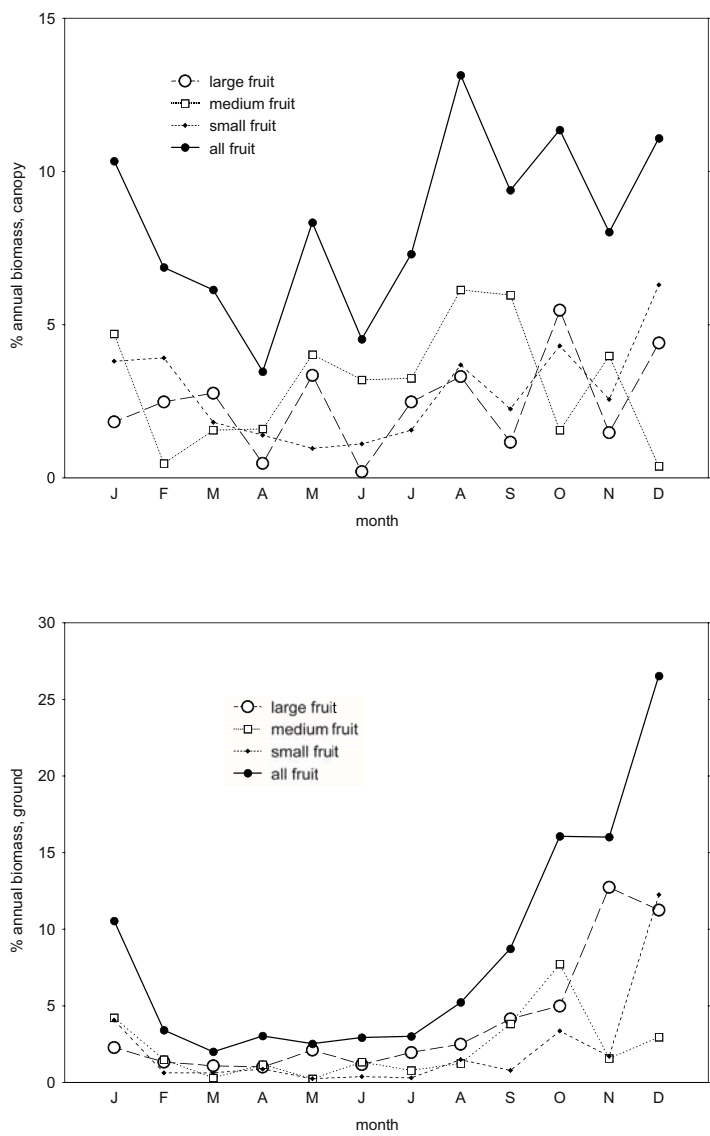 15
large fruit
medium fruit
small fruit
all fruit
10
% annual biomass, canopy
5
0
J F M A M J J A S O N D
month
30
25
large fruit
medium fruit
small fruit
all fruit
20
15
% annual biomass, ground
10
5
0
J F M A M J J A S O N D
month